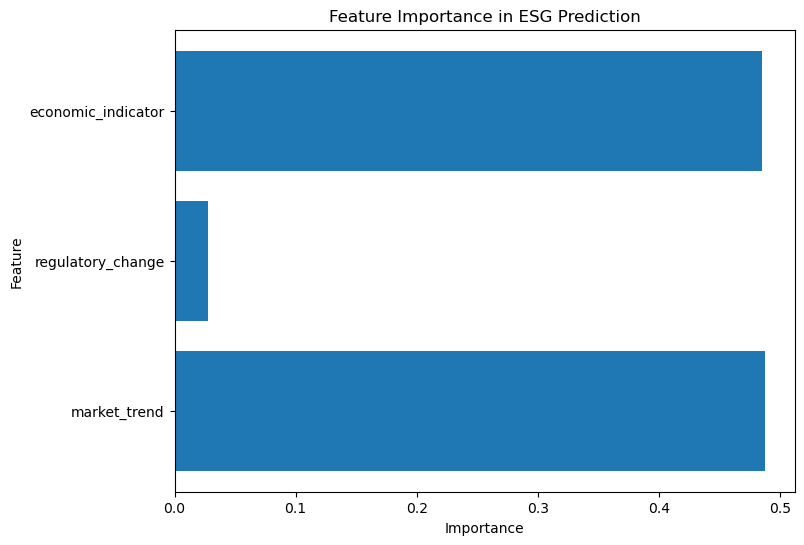 Feature Importance in ESG Prediction
economic_indicator
regulatory_change
market_trend
Feature
0.0 0.1 0.2 0.3 0.4 0.5
Importance